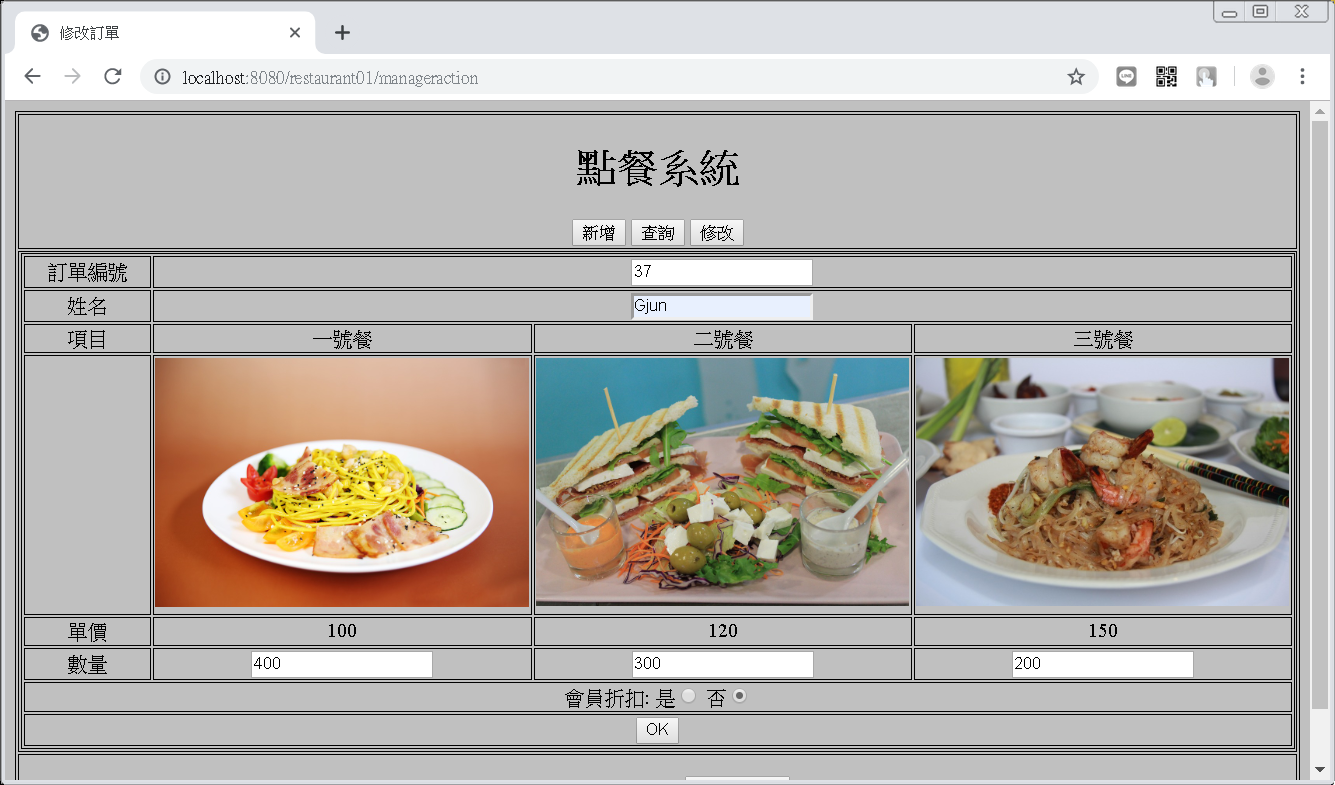 修改訂單
localhost:8080/restaurant01/manageraction
點餐系統
新增 查詢 修改
訂單編號 37
姓名 Gjun
項目 一號餐 二號餐 三號餐
單價 100 120 150
數量 400 300 200
會員折扣: 是 否
OK